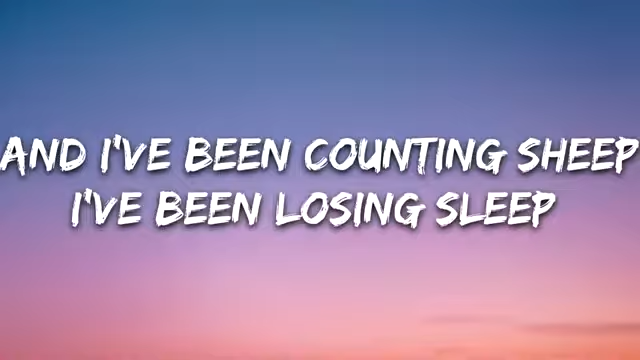 AND I'VE BEEN COUNTING SHEEP
I'VE BEEN LOSING SLEEP